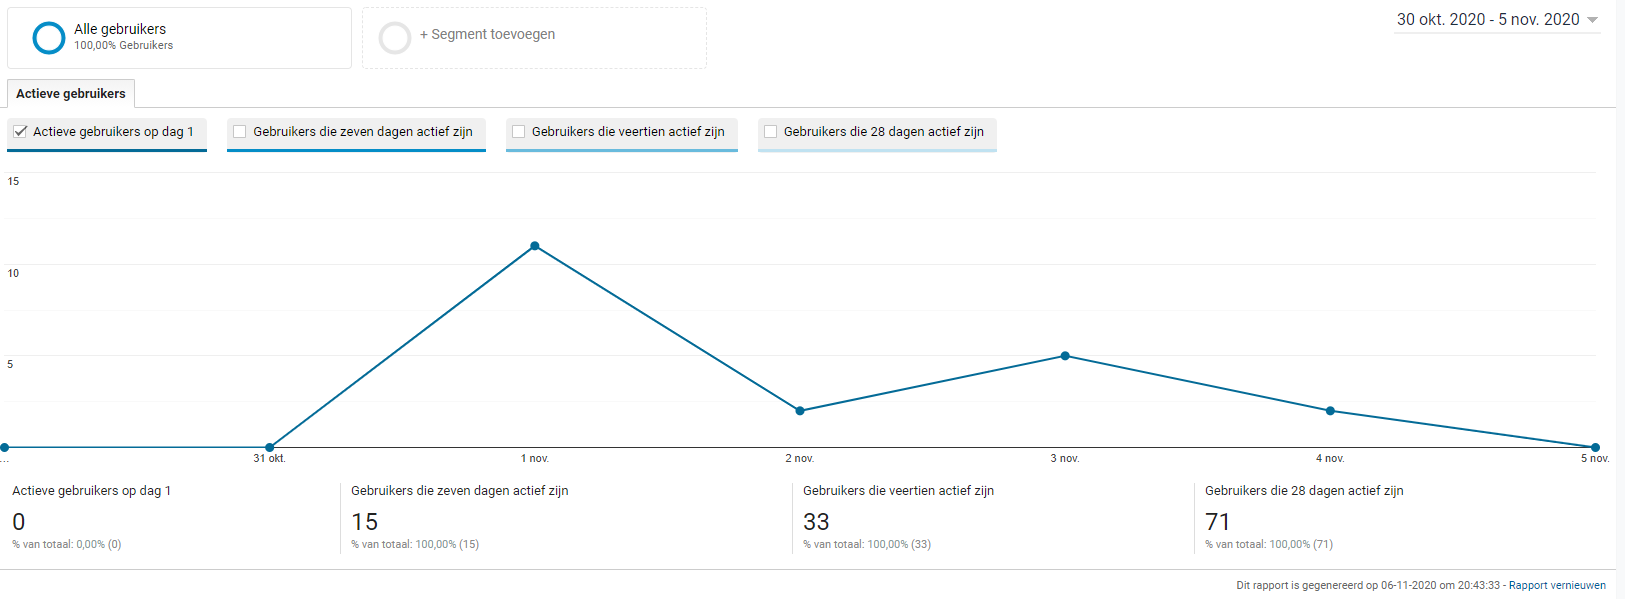 Alle gebruikers
100,00% Gebruikers
+ Segment toevoegen
30 okt. 2020 - 5 nov. 2020
Actieve gebruikers
Actieve gebruikers op dag 1
Gebruikers die zeven dagen actief zijn
Gebruikers die veertien actief zijn
Gebruikers die 28 dagen actief zijn
15
10
5
...
31 okt.
1 nov.
2 nov.
3 nov.
4 nov.
5 nov.
Actieve gebruikers op dag 1
0
% van totaal: 0,00% (0)
Gebruikers die zeven dagen actief zijn
15
% van totaal: 100,00% (15)
Gebruikers die veertien actief zijn
33
% van totaal: 100,00% (33)
Gebruikers die 28 dagen actief zijn
71
% van totaal: 100,00% (71)
Dit rapport is gegenereerd op 06-11-2020 om 20:43:33 - Rapport vernieuwen